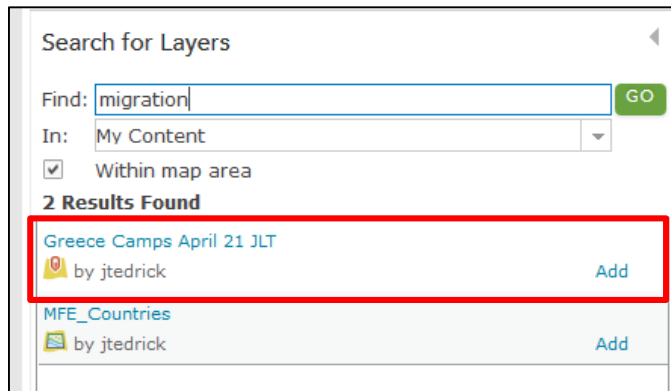 Search for Layers
Find: migration GO
In: My Content
Within map area
2 Results Found
Greece Camps April 21 JLT
by jtedrick Add
MFE_Countries
by jtedrick Add